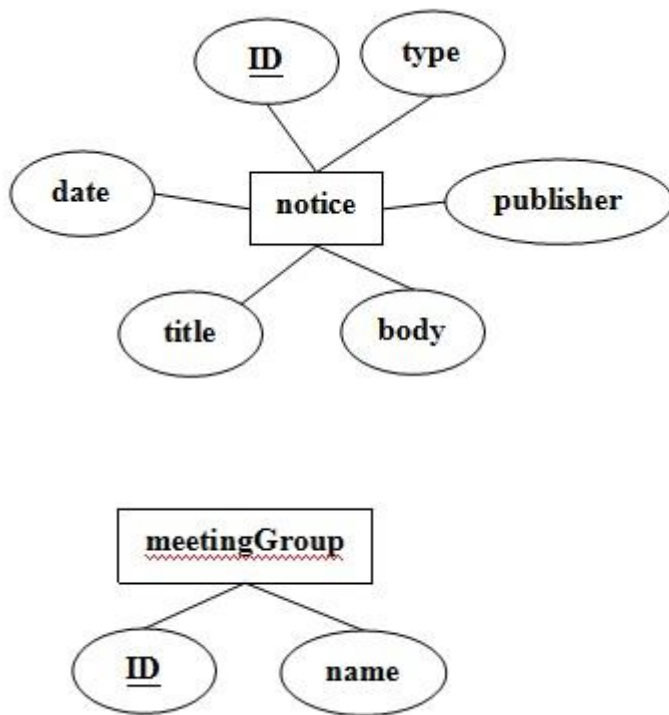 ID
type
date
notice
publisher
title
body
meetingGroup
ID
name